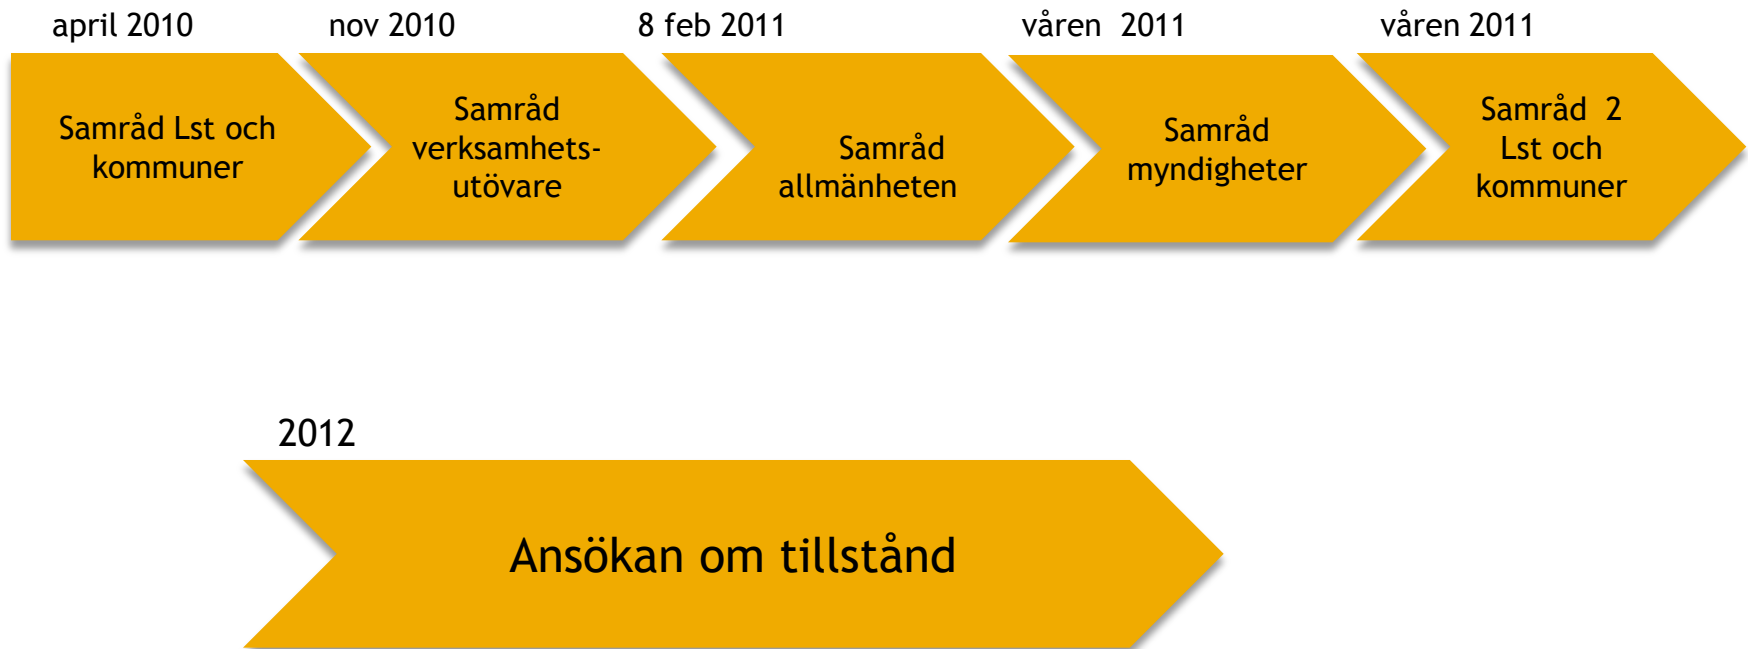 april 2010
Samråd Lst och
kommuner
nov 2010
Samråd
verksamhets-
utövare
8 feb 2011
Samråd
allmänheten
våren  2011
Samråd
myndigheter
våren 2011
Samråd  2
Lst och
kommuner
2012
Ansökan om tillstånd